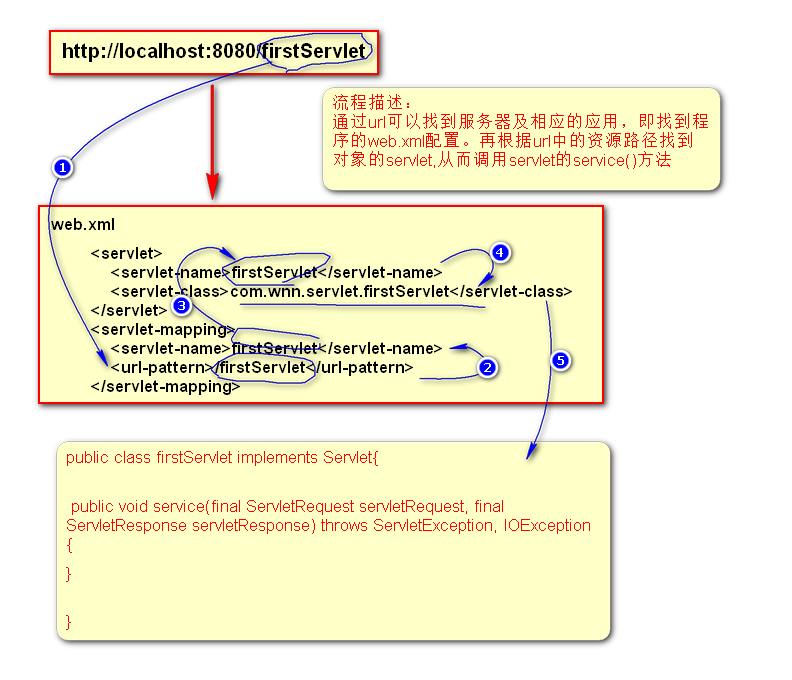 http://localhost:8080/firstServlet
流程描述：
通过url可以找到服务器及相应的应用，即找到程
序的web.xml配置。再根据url中的资源路径找到
对象的servlet,从而调用servlet的service()方法
1
web.xml
<servlet>
4
<servlet-name>firstServlet</servlet-name>
<servlet-class>com.wnn.servlet.firstServlet</servlet-class>
3
</servlet>
<servlet-mapping>
<servlet-name>firstServlet</servlet-name>
5
<url-pattern>/firstServlet</url-pattern>
2
</servlet-mapping>
public class firstServlet implements Servlet{
public void service(final ServletRequest servletRequest, final
ServletResponse servletResponse) throws ServletException, IOException
{
}
}